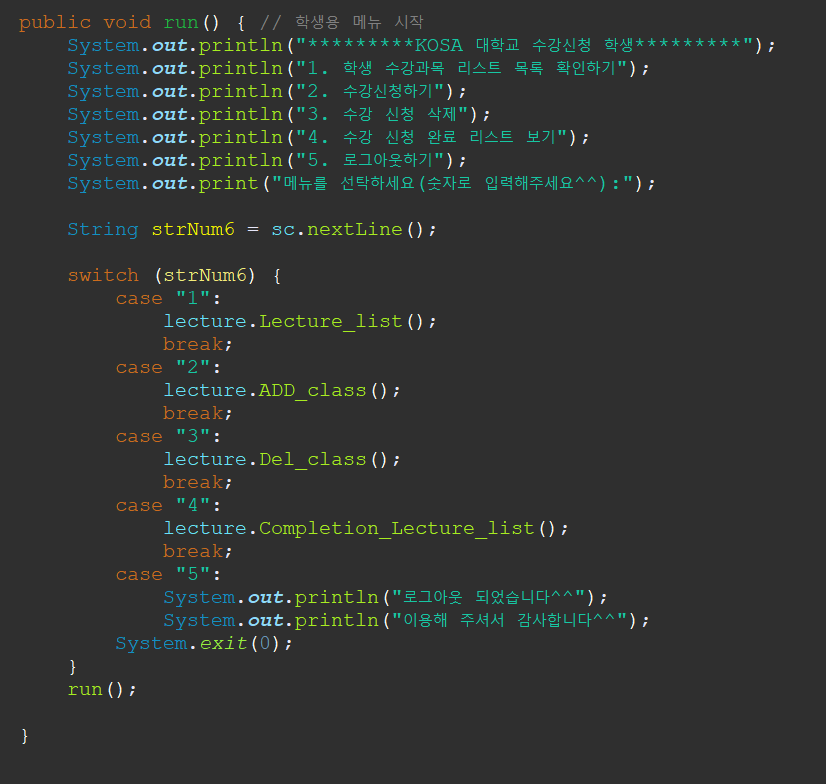 public void run() { // 학생용 메뉴 시작
System.out.println("*********KOSA 대학교 수강신청 학생*********");
System.out.println("1. 학생 수강과목 리스트 목록 확인하기");
System.out.println("2. 수강신청하기");
System.out.println("3. 수강 신청 삭제");
System.out.println("4. 수강 신청 완료 리스트 보기");
System.out.println("5. 로그아웃하기");
System.out.print("메뉴를 선탁하세요(숫자로 입력해주세요^^):");
String strNum6 = sc.nextLine();
switch (strNum6) {
case "1":
lecture.Lecture_list();
break;
case "2":
lecture.ADD_class();
break;
case "3":
lecture.Del_class();
break;
case "4":
lecture.Completion_Lecture_list();
break;
case "5":
System.out.println("로그아웃 되었습니다^^");
System.out.println("이용해 주셔서 감사합니다^^");
System.exit(0);
}
run();
}